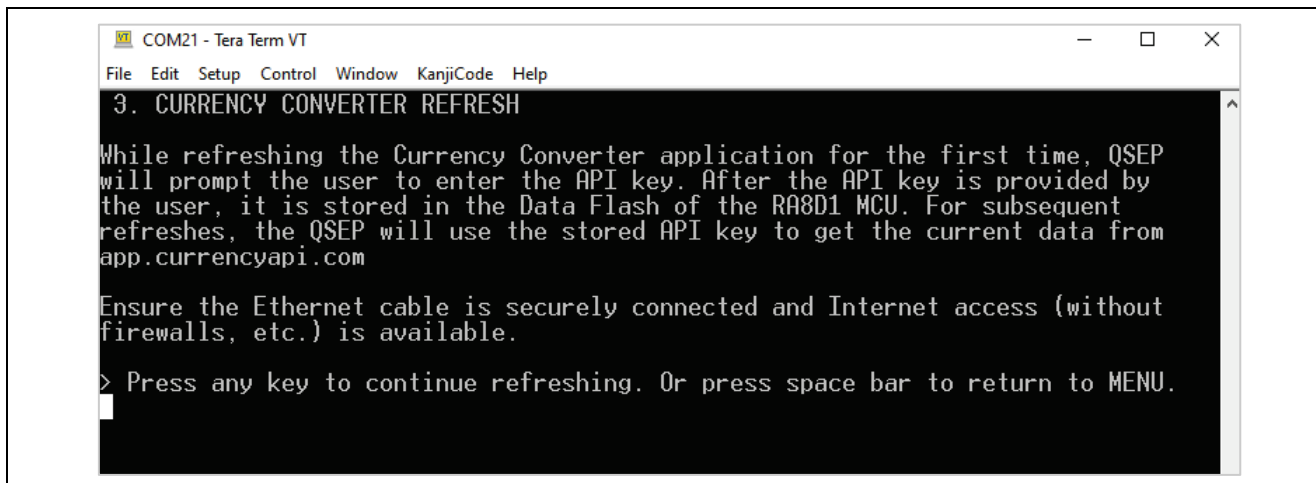 VT COM21 - Tera Term VT
File Edit Setup Control Window KanjiCode Help
3. CURRENCY CONVERTER REFRESH
While refreshing the Currency Converter application for the first time, QSEP
will prompt the user to enter the API key. After the API key is provided by
the user, it is stored in the Data Flash of the RA8D1 MCU. For subsequent
refreshes, the QSEP will use the stored API key to get the current data from
app.currencyapi.com
Ensure the Ethernet cable is securely connected and Internet access (without
firewalls, etc.) is available.
> Press any key to continue refreshing. Or press space bar to return to MENU.